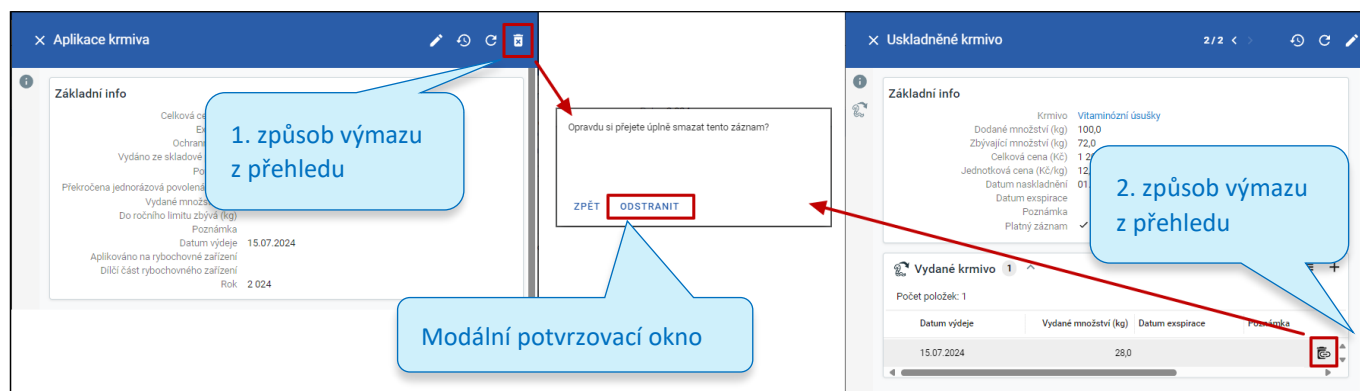 Aplikace krmiva
Základní info
Celková
Ochran
Vydáno ze skladové
Překročena jednorázová povolená
Vydané množs
Do ročního limitu zbývá (kg)
Poznámka
Datum výdeje 15.07.2024
Aplikováno na rybochovné zařízení
Dílčí část rybochovného zařízení
Rok 2 024
1. způsob výmazu
z přehledu
Opravdu si přejete úplně smazat tento záznam?
ZPĚT ODSTRANIT
Modální potvrzovací okno
Uskladněné krmivo 2/2
Základní info
Krmivo Vitaminózní úsušky
Dodané množství (kg) 100,0
Zbývající množství (kg) 72,0
Celková cena (Kč) 1 2
Jednotková cena (Kč/kg) 12,
Datum naskladnění 01.
Datum exspirace
Poznámka
Platný záznam
2. způsob výmazu
z přehledu
Vydané krmivo 1
Počet položek: 1
Datum výdeje Vydané množství (kg) Datum exspirace Poznámka
15.07.2024 28,0